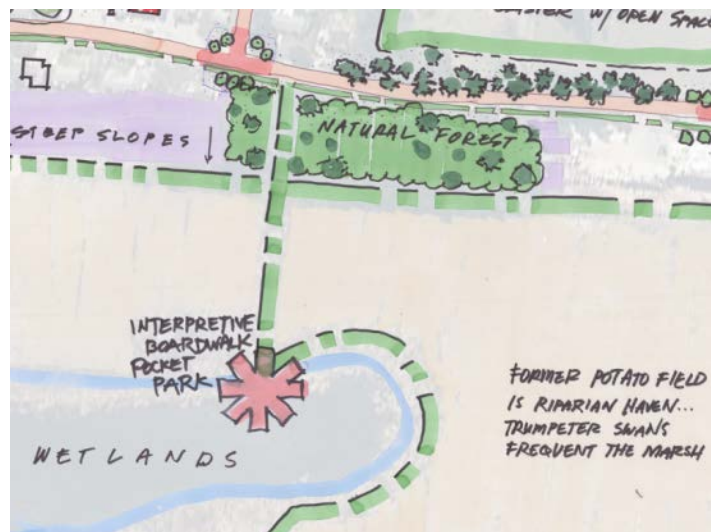 W/ OPEN SPACE
NATURAL FOREST
STEEP SLOPES
INTERPRETIVE
BOARDWALK
POCKET
PARK
FORMER POTATO FIELD
IS RIPARIAN HAVEN...
TRUMPETER SWANS
FREQUENT THE MARSH
WETLANDS